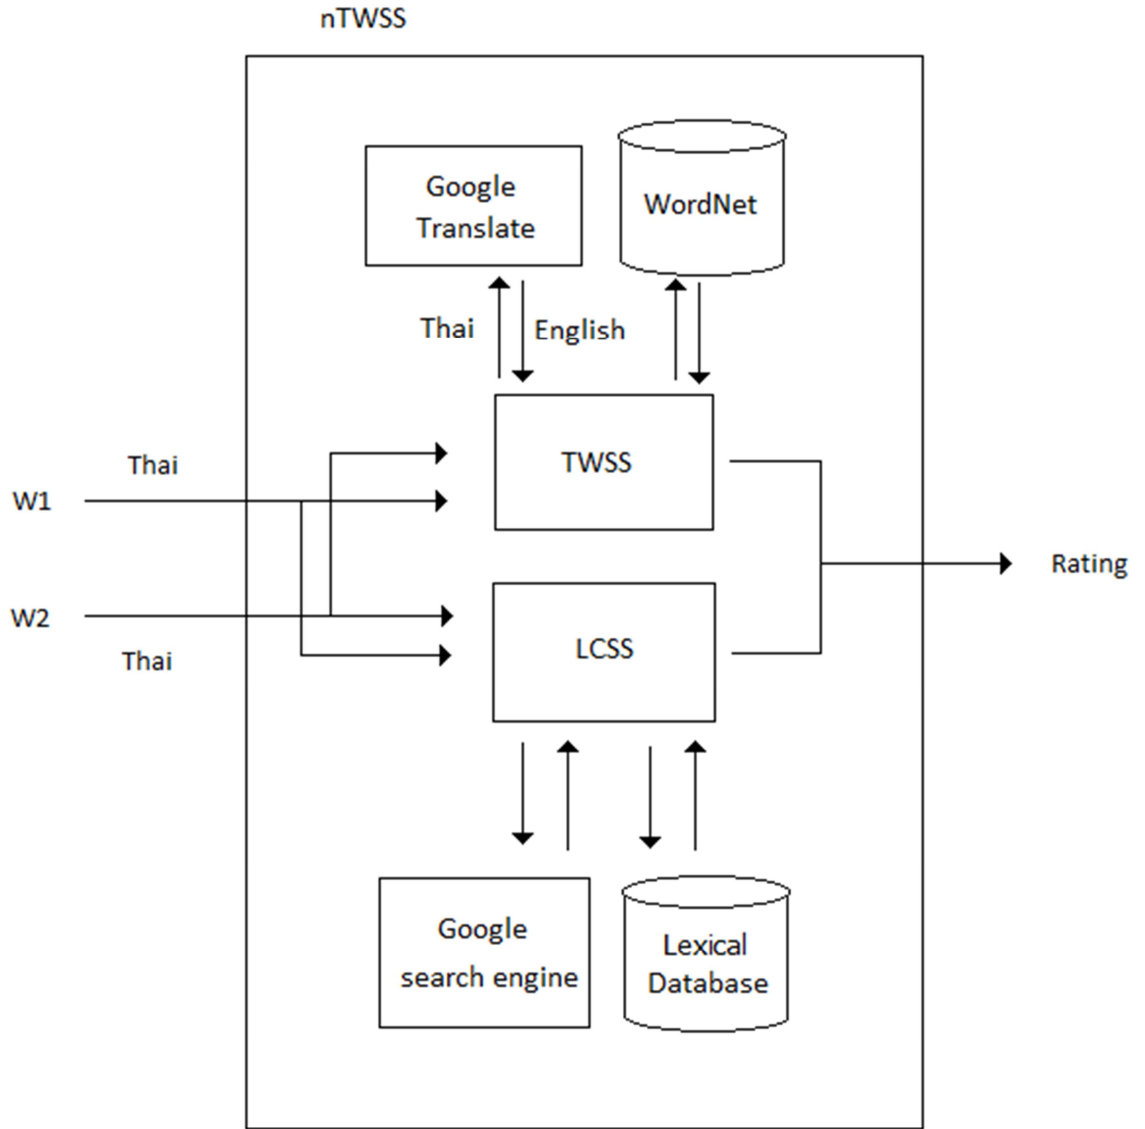 nTWSS
Google
Translate
WordNet
Thai
English
TWSS
Thai
W1
Rating
W2
LCSS
Thai
Google
search engine
Lexical
Database